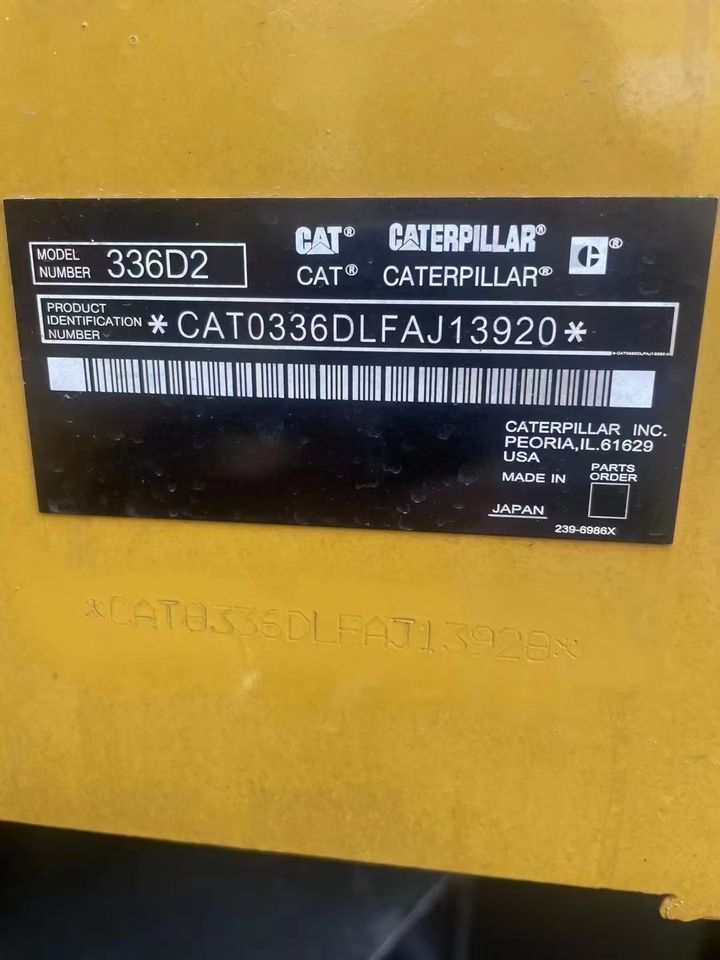 MODEL NUMBER 336D2
CAT® CATERPILLAR® C®
CAT® CATERPILLAR®
PRODUCT IDENTIFICATION NUMBER *CAT0336DLFAJ13920*
*CAT0336DLFAJ13920*
CATERPILLAR INC.
PEORIA,IL.61629
USA
MADE IN
JAPAN
PARTS
ORDER
239-6986X
*CAT0336DLFAJ13920*